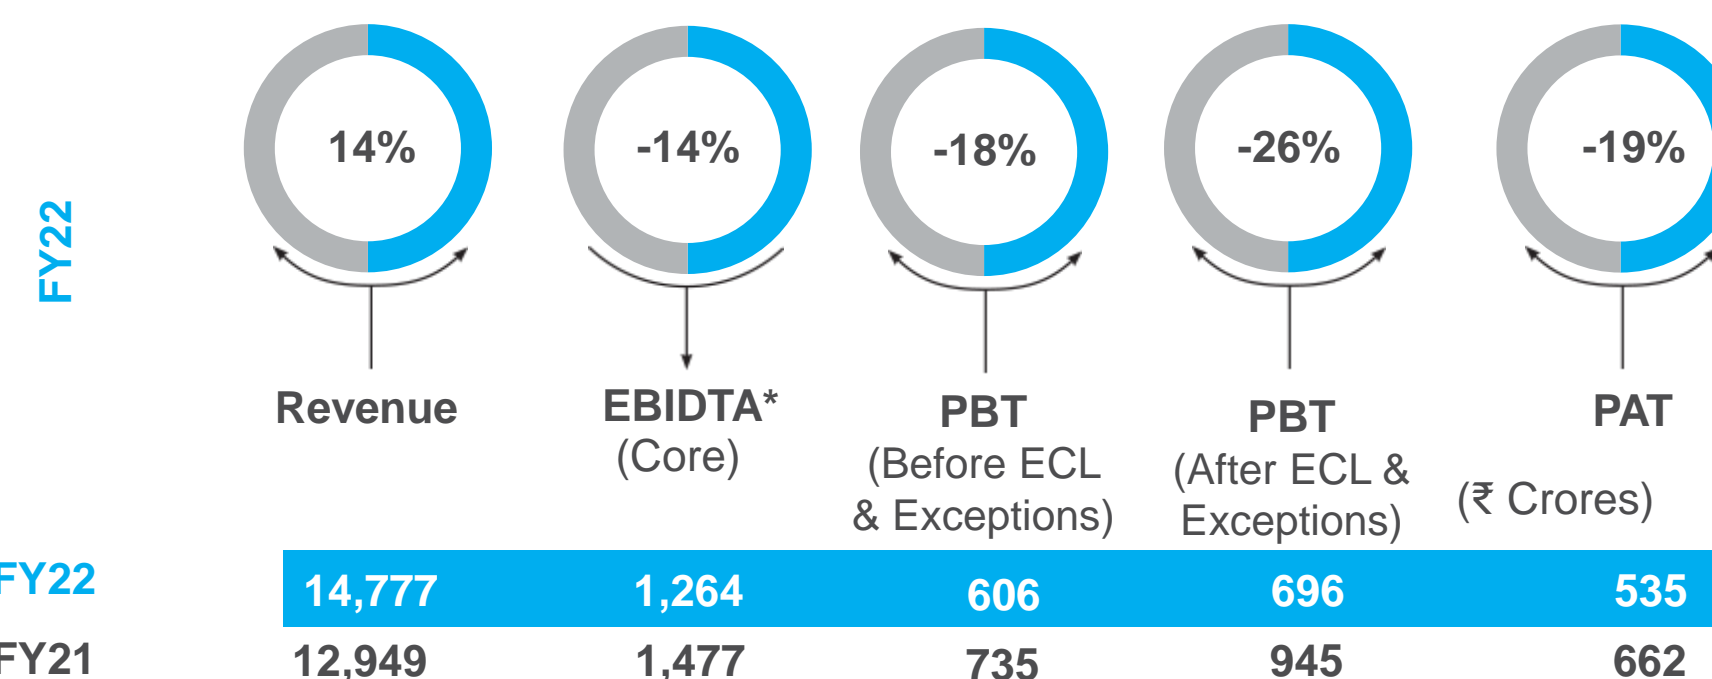 14%
-14%
-18%
-26%
-19%
FY22
Revenue
EBIDTA*
(Core)
PBT
(Before ECL
& Exceptions)
PBT
(After ECL &
Exceptions)
PAT
(₹ Crores)
FY22 14,777 1,264 606 696 535
FY21 12,949 1,477 735 945 662